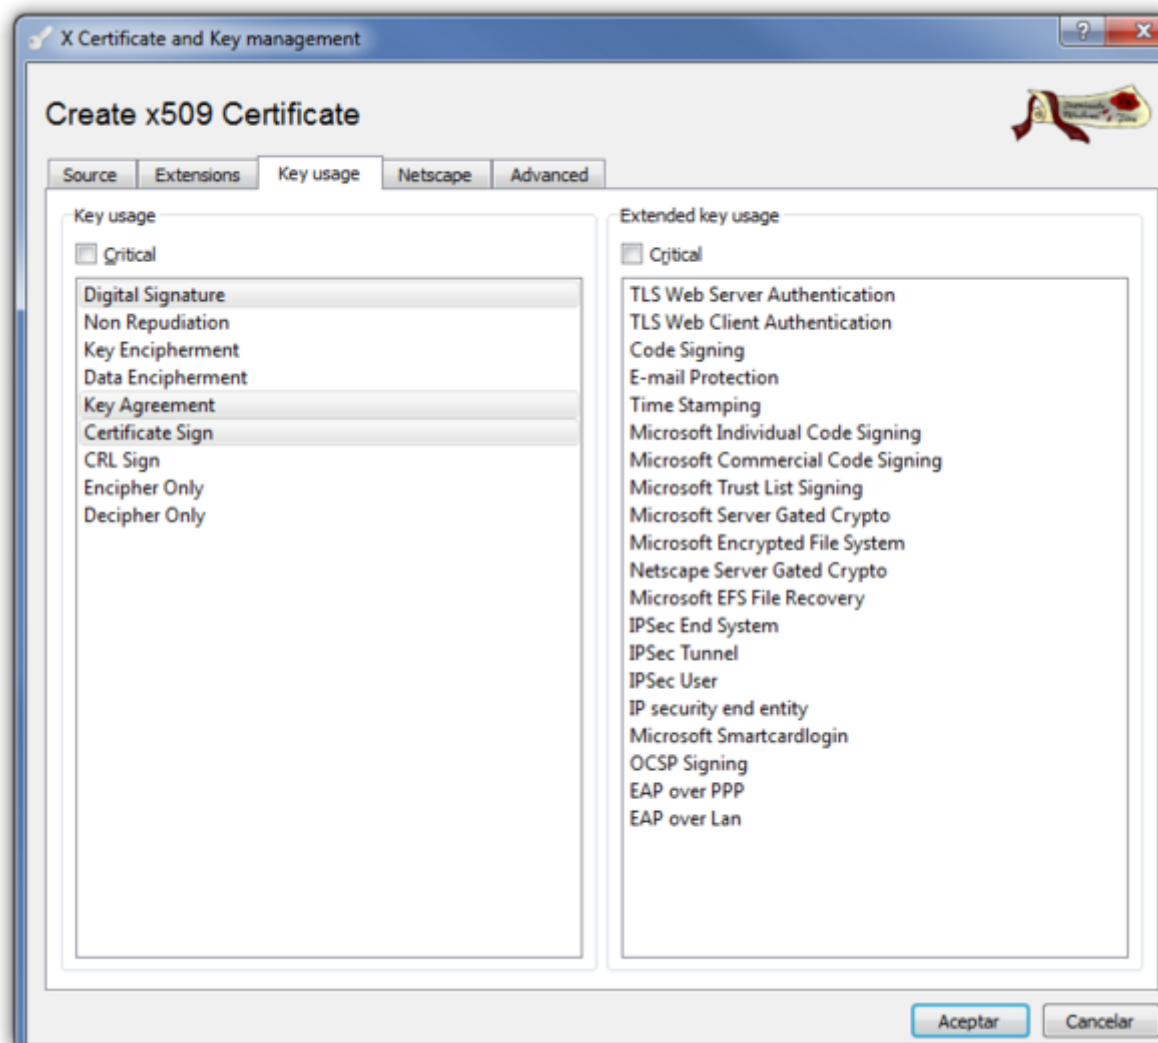 X Certificate and Key management
Create x509 Certificate
Source
Extensions
Key usage
Netscape
Advanced
Key usage
Critical
Digital Signature
Non Repudiation
Key Encipherment
Data Encipherment
Key Agreement
Certificate Sign
CRL Sign
Encipher Only
Decipher Only
Extended key usage
Critical
TLS Web Server Authentication
TLS Web Client Authentication
Code Signing
E-mail Protection
Time Stamping
Microsoft Individual Code Signing
Microsoft Commercial Code Signing
Microsoft Trust List Signing
Microsoft Server Gated Crypto
Microsoft Encrypted File System
Netscape Server Gated Crypto
Microsoft EFS File Recovery
IPSec End System
IPSec Tunnel
IPSec User
IP security end entity
Microsoft Smartcardlogin
OCSP Signing
EAP over PPP
EAP over Lan
Aceptar
Cancelar